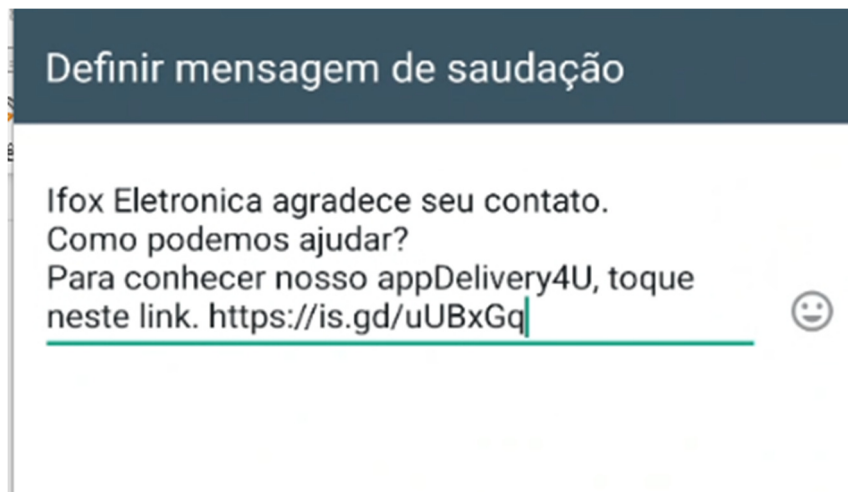 Definir mensagem de saudação
Ifox Eletronica agradece seu contato.
Como podemos ajudar?
Para conhecer nosso appDelivery4U, toque
neste link. https://is.gd/uUBxGq